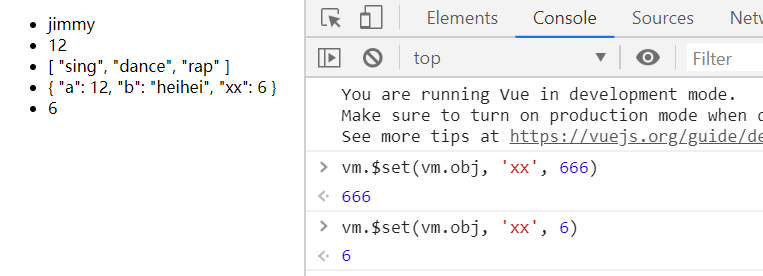 jimmy
12
[ "sing", "dance", "rap" ]
{ "a": 12, "b": "heihei", "xx": 6 }
6
Elements Console Sources
top Filter
You are running Vue in development mode.
Make sure to turn on production mode when
See more tips at https://vuejs.org/guide/de
> vm.$set(vm.obj, 'xx', 666)
666
> vm.$set(vm.obj, 'xx', 6)
6